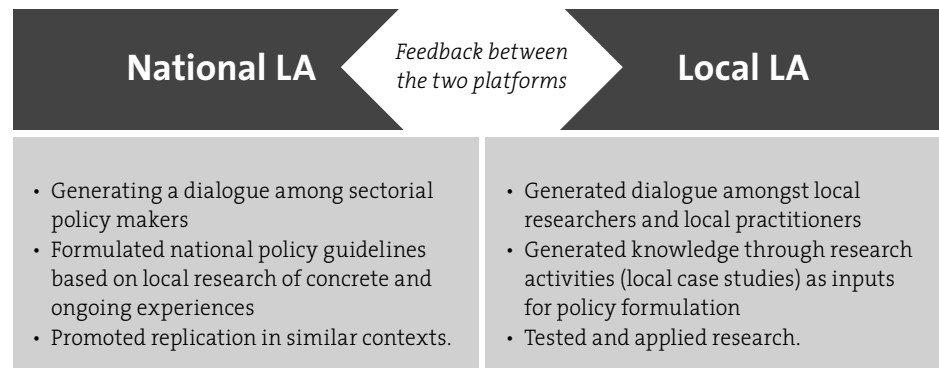 National LA
Feedback between
the two platforms
Local LA
• Generating a dialogue among sectorial
policy makers
• Formulated national policy guidelines
based on local research of concrete and
ongoing experiences
• Promoted replication in similar contexts.
• Generated dialogue amongst local
researchers and local practitioners
• Generated knowledge through research
activities (local case studies) as inputs
for policy formulation
• Tested and applied research.